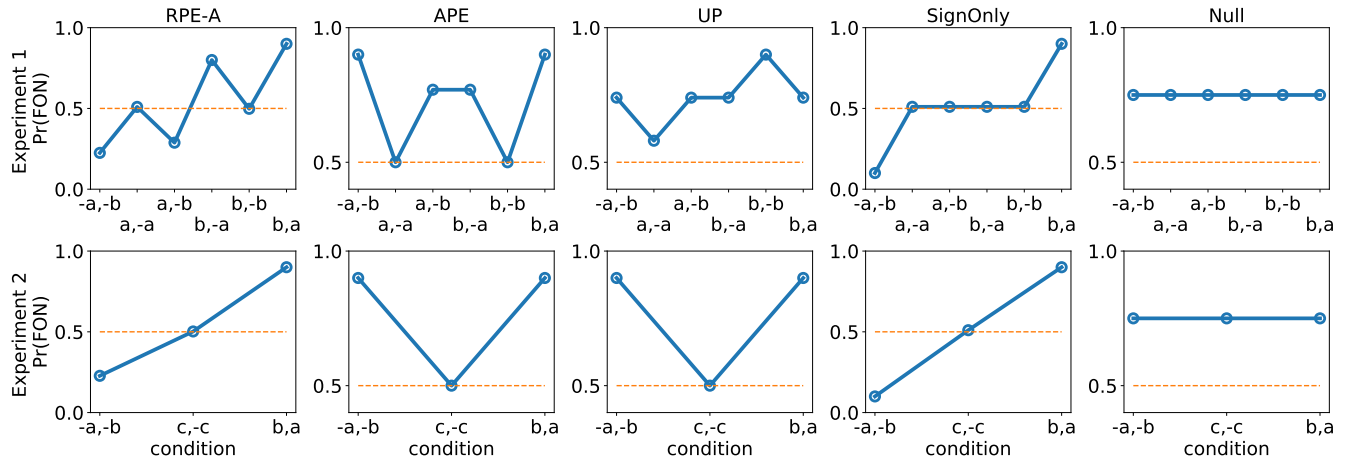 RPE-A APE UP SignOnly Null
Experiment 1
Pr(FON)
1.0 1.0 1.0 1.0 1.0
0.5 0.5 0.5 0.5 0.5
0.0 0.0
-a,-b a,-b b,-b -a,-b a,-b b,-b -a,-b a,-b b,-b -a,-b a,-b b,-b -a,-b a,-b b,-b
a,-a b,-a b,a a,-a b,-a b,a a,-a b,-a b,a a,-a b,-a b,a a,-a b,-a b,a
Experiment 2
Pr(FON)
1.0 1.0 1.0 1.0 1.0
0.5 0.5 0.5 0.5 0.5
0.0 0.0
-a,-b c,-c b,a -a,-b c,-c b,a -a,-b c,-c b,a -a,-b c,-c b,a -a,-b c,-c b,a
condition condition condition condition condition